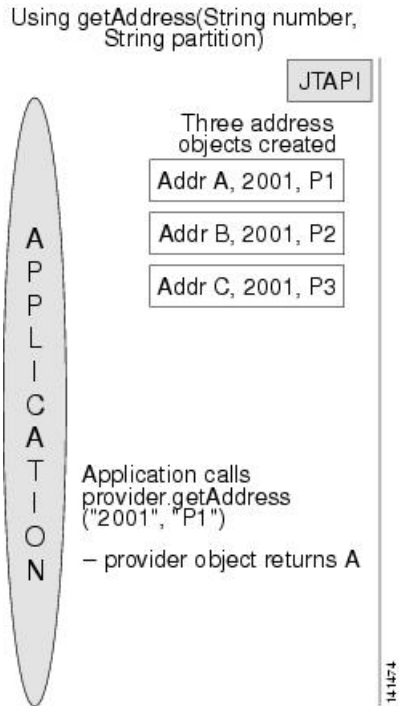 Using getAddress(String number,
String partition)
JTAPI
Three address
objects created
Addr A, 2001, P1
Addr B, 2001, P2
Addr C, 2001, P3
APPLICATION
Application calls
provider.getAddress
("2001", "P1")
– provider object returns A
141474